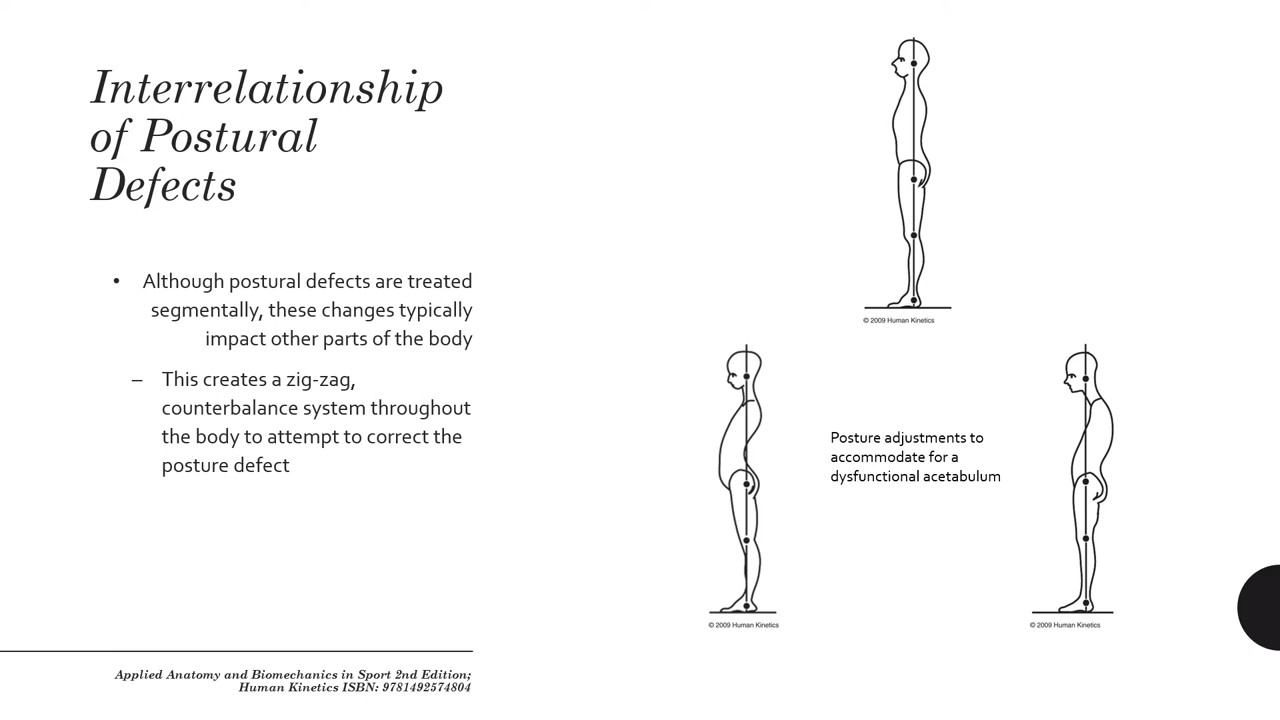 Interrelationship
of Postural
Defects
• Although postural defects are treated
segmentally, these changes typically
impact other parts of the body
– This creates a zig-zag,
counterbalance system throughout
the body to attempt to correct the
posture defect
Applied Anatomy and Biomechanics in Sport 2nd Edition;
Human Kinetics ISBN: 9781492574804
© 2009 Human Kinetics
Posture adjustments to
accommodate for a
dysfunctional acetabulum
© 2009 Human Kinetics
© 2009 Human Kinetics